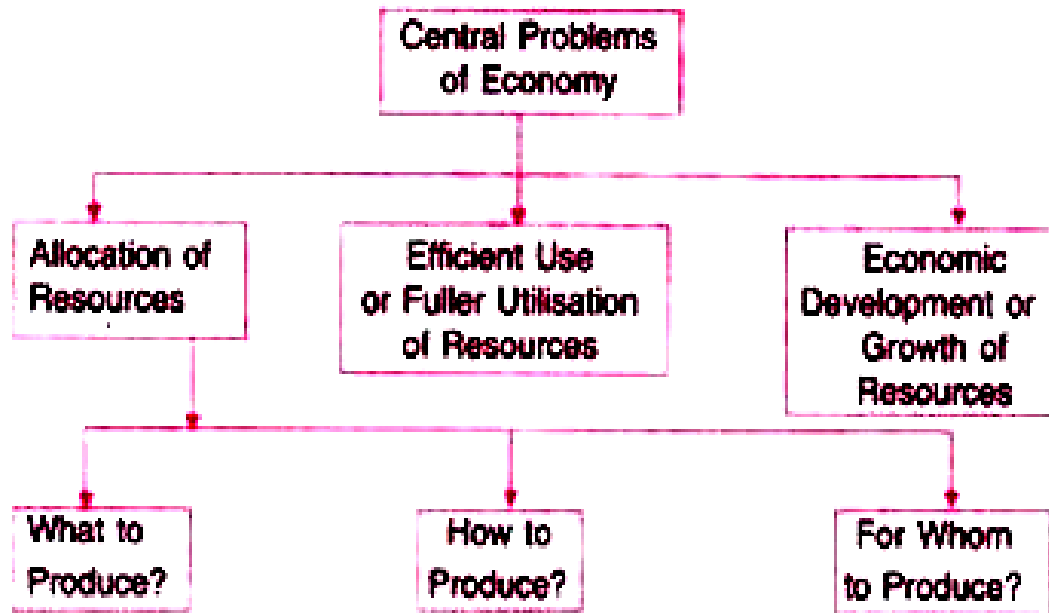 Central Problems
of Economy
Allocation of
Resources
Efficient Use
or Fuller Utilisation
of Resources
Economic
Development or
Growth of
Resources
What to
Produce?
How to
Produce?
For Whom
to Produce?